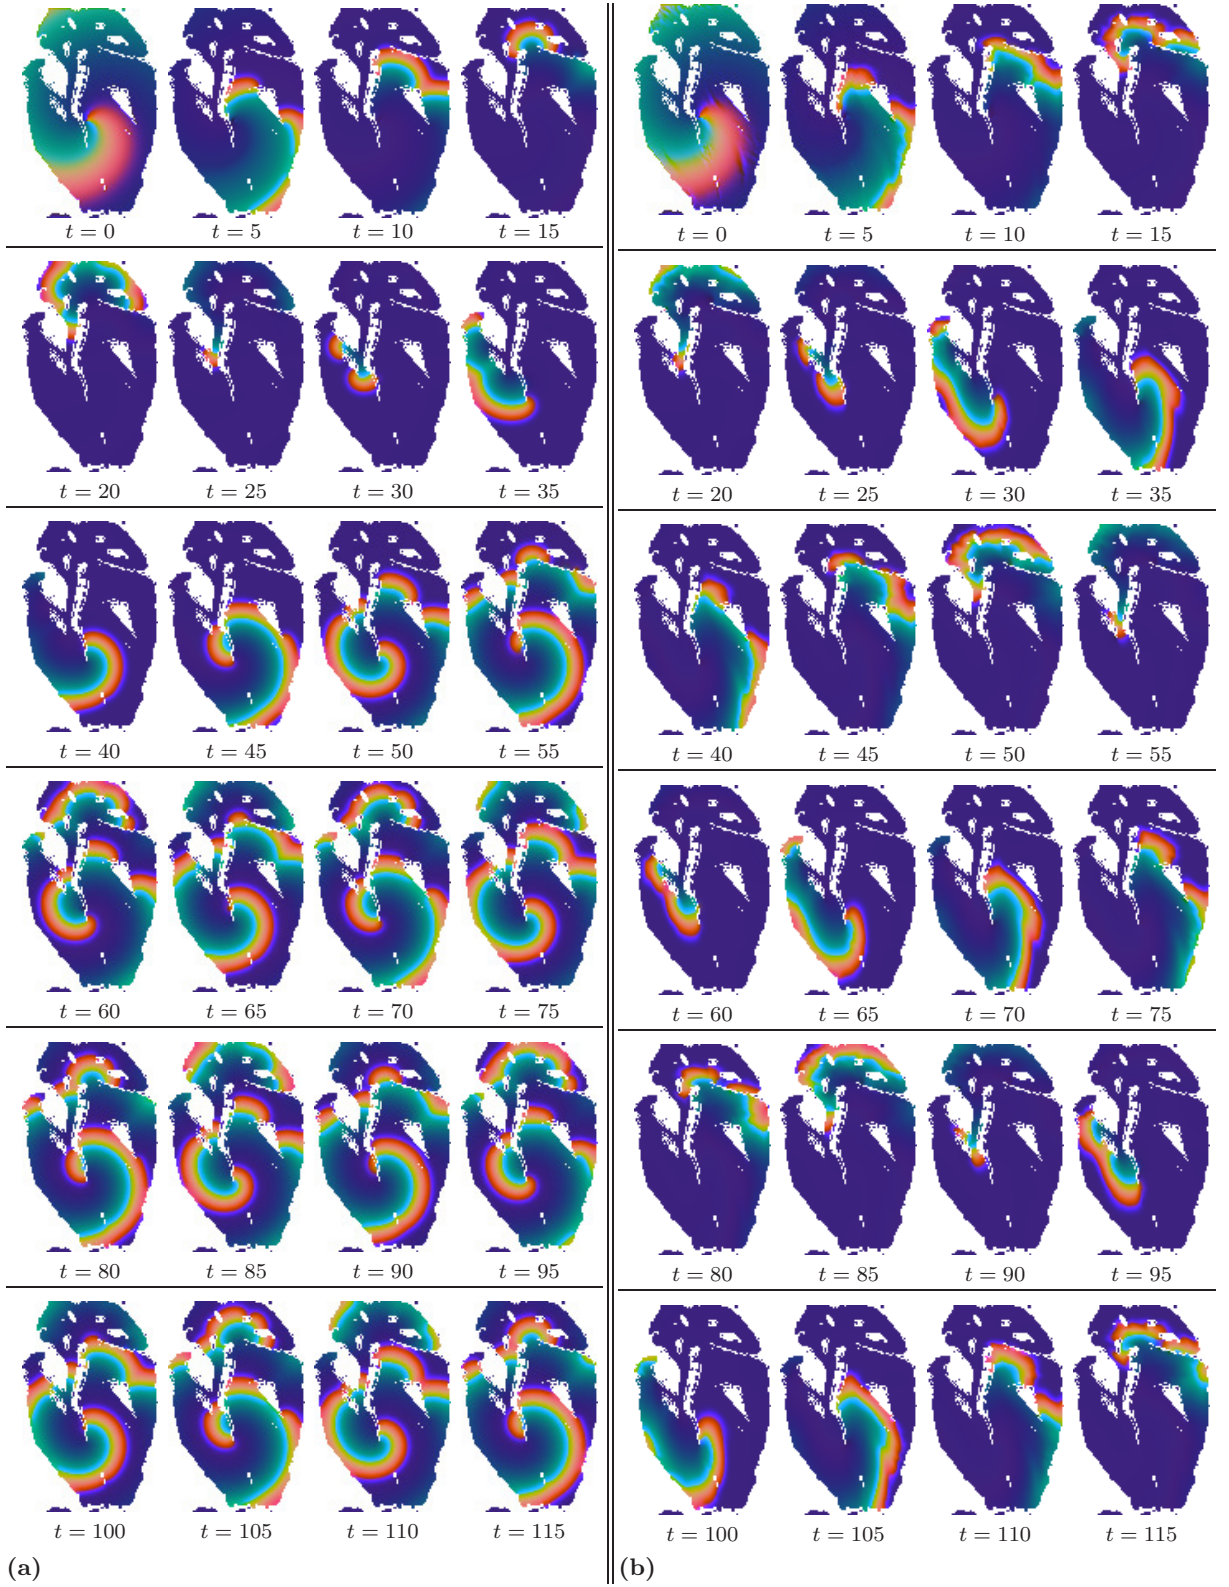 t = 0 t = 5 t = 10 t = 15
t = 20 t = 25 t = 30 t = 35
t = 40 t = 45 t = 50 t = 55
t = 60 t = 65 t = 70 t = 75
t = 80 t = 85 t = 90 t = 95
t = 100 t = 105 t = 110 t = 115
(a)
t = 0 t = 5 t = 10 t = 15
t = 20 t = 25 t = 30 t = 35
t = 40 t = 45 t = 50 t = 55
t = 60 t = 65 t = 70 t = 75
t = 80 t = 85 t = 90 t = 95
t = 100 t = 105 t = 110 t = 115
(b)